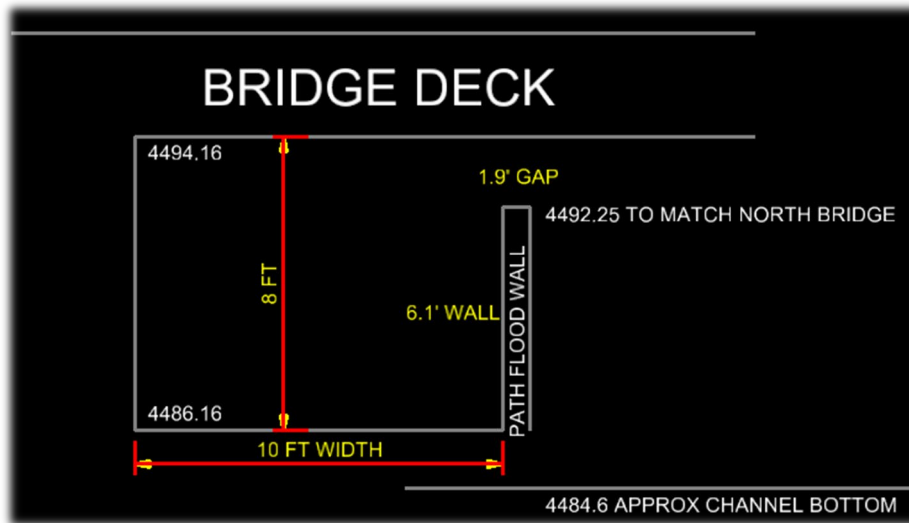 BRIDGE DECK
4494.16
1.9' GAP
4492.25 TO MATCH NORTH BRIDGE
8 FT
6.1' WALL
PATH FLOOD WALL
4486.16
10 FT WIDTH
4484.6 APPROX CHANNEL BOTTOM